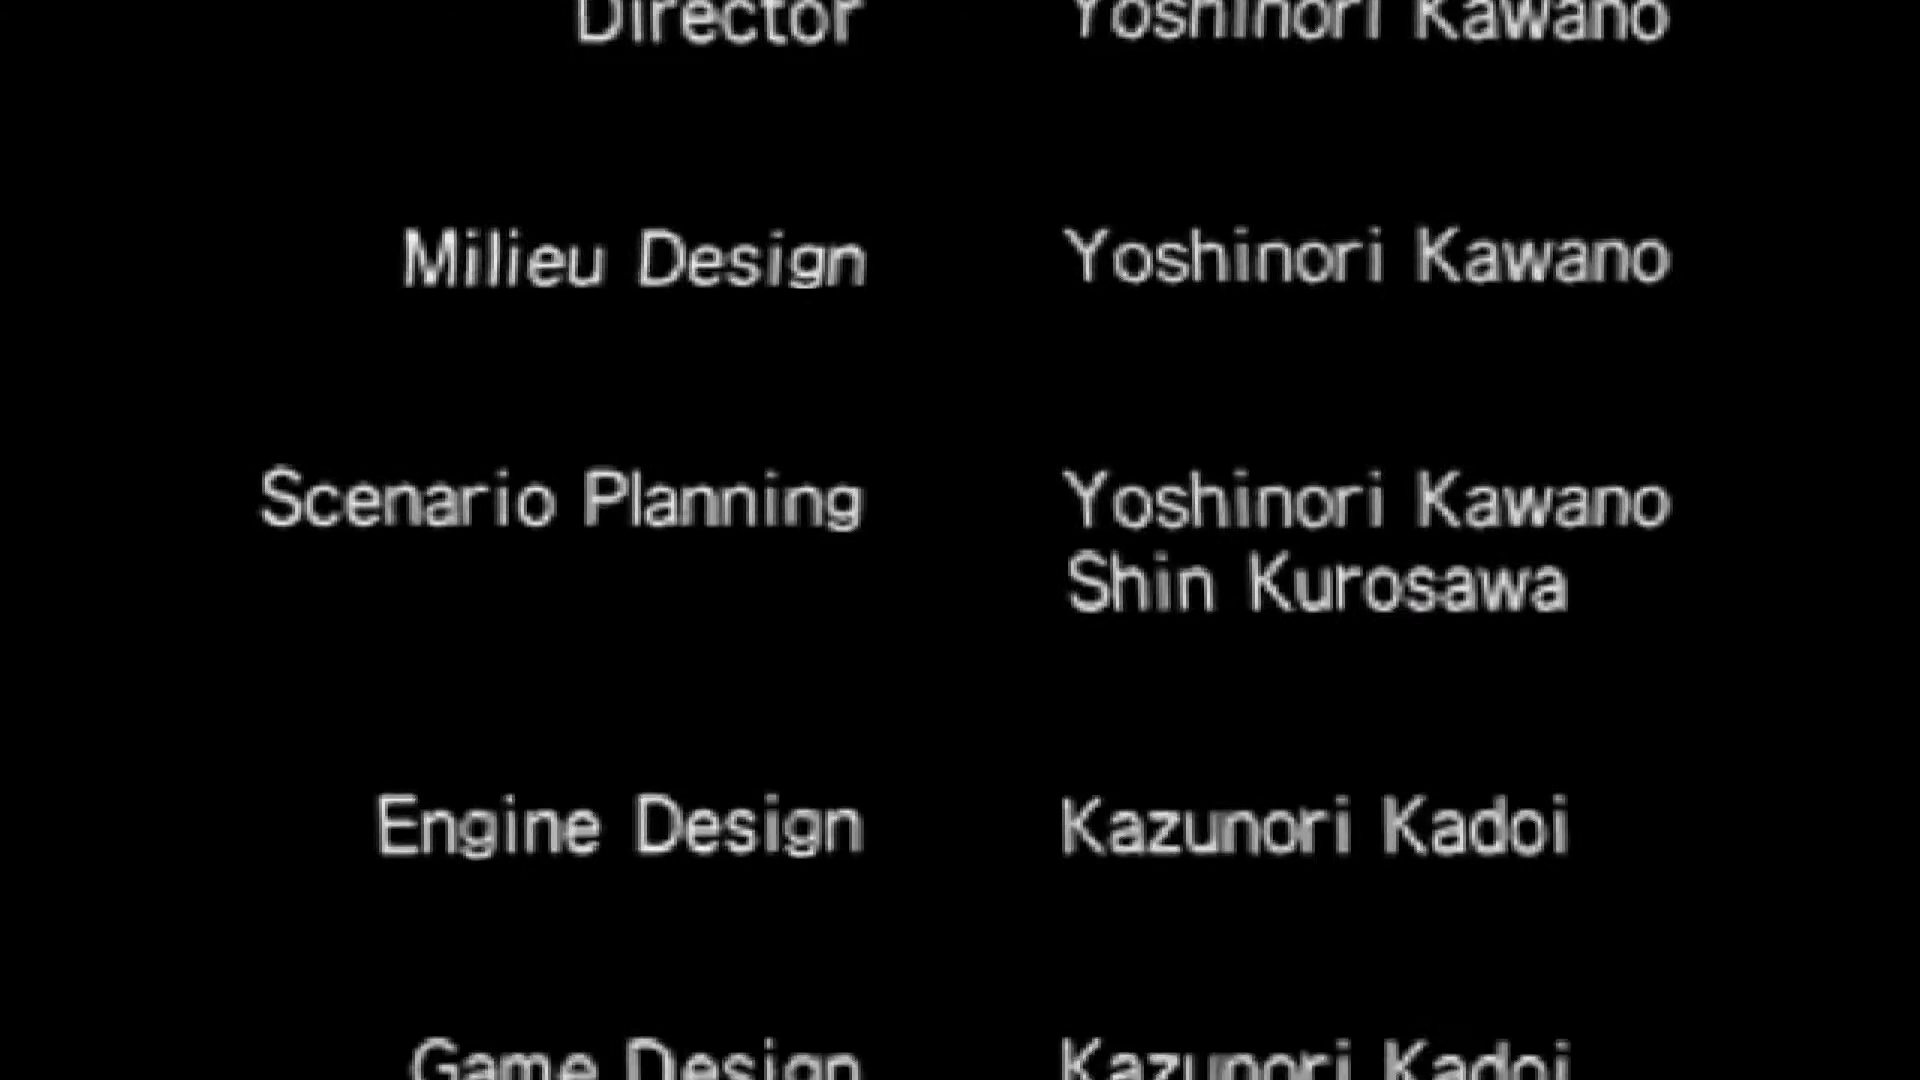 Director Yoshinori Kawano
Milieu Design Yoshinori Kawano
Scenario Planning Yoshinori Kawano
Shin Kurosawa
Engine Design Kazunori Kadoi
Game Design Kazunori Kadoi